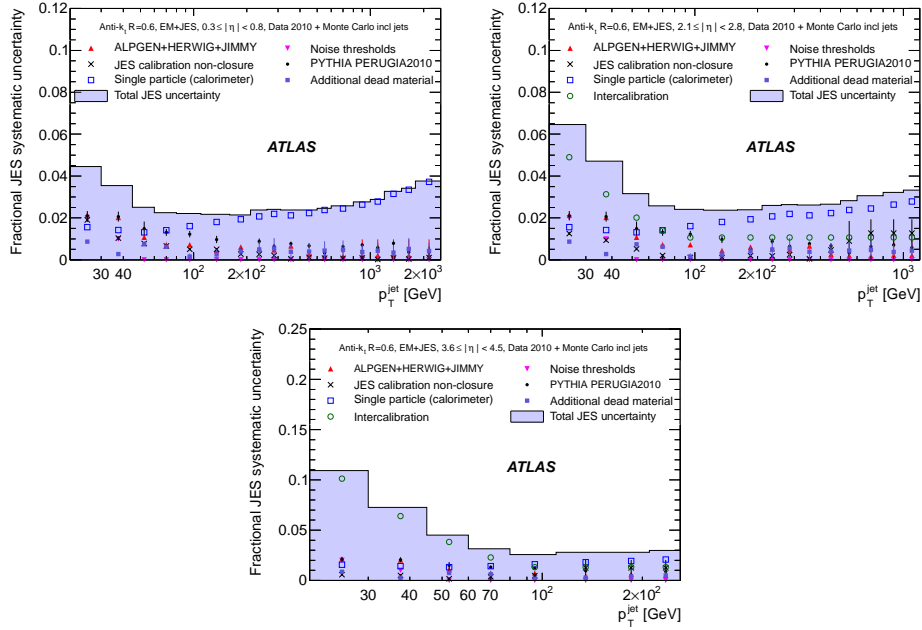 Anti-k_t R=0.6, EM+JES, 0.3≤ |η| < 0.8, Data 2010 + Monte Carlo incl jets
ALPGEN+HERWIG+JIMMY
JES calibration non-closure
Single particle (calorimeter)
Total JES uncertainty
Noise thresholds
PYTHIA PERUGIA2010
Additional dead material
ATLAS
Fractional JES systematic uncertainty
0.12
0.1
0.08
0.06
0.04
0.02
0
30 40 10² 2×10² 10³ 2×10³
p_T^jet [GeV]
Anti-k_t R=0.6, EM+JES, 2.1≤ |η| < 2.8, Data 2010 + Monte Carlo incl jets
ALPGEN+HERWIG+JIMMY
JES calibration non-closure
Single particle (calorimeter)
Intercalibration
Noise thresholds
PYTHIA PERUGIA2010
Additional dead material
Total JES uncertainty
ATLAS
Fractional JES systematic uncertainty
0.12
0.1
0.08
0.06
0.04
0.02
0
30 40 10² 2×10² 10³
p_T^jet [GeV]
Anti-k_t R=0.6, EM+JES, 3.6≤ |η| < 4.5, Data 2010 + Monte Carlo incl jets
ALPGEN+HERWIG+JIMMY
JES calibration non-closure
Single particle (calorimeter)
Intercalibration
Noise thresholds
PYTHIA PERUGIA2010
Additional dead material
Total JES uncertainty
ATLAS
Fractional JES systematic uncertainty
0.25
0.2
0.15
0.1
0.05
0
30 40 50 60 70 10² 2×10²
p_T^jet [GeV]